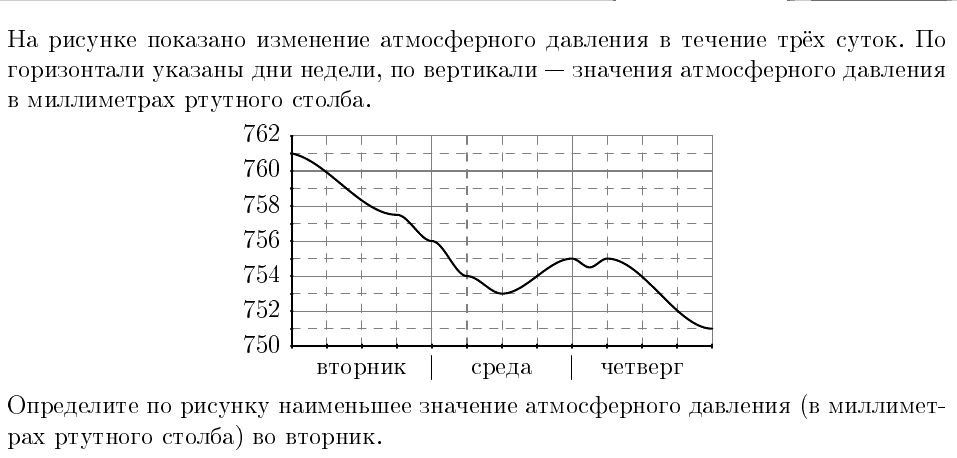 На рисунке показано изменение атмосферного давления в течение трёх суток. По
горизонтали указаны дни недели, по вертикали — значения атмосферного давления
в миллиметрах ртутного столба.
762
760
758
756
754
752
750
вторник среда четверг
Определите по рисунку наименьшее значение атмосферного давления (в миллимет-
рах ртутного столба) во вторник.